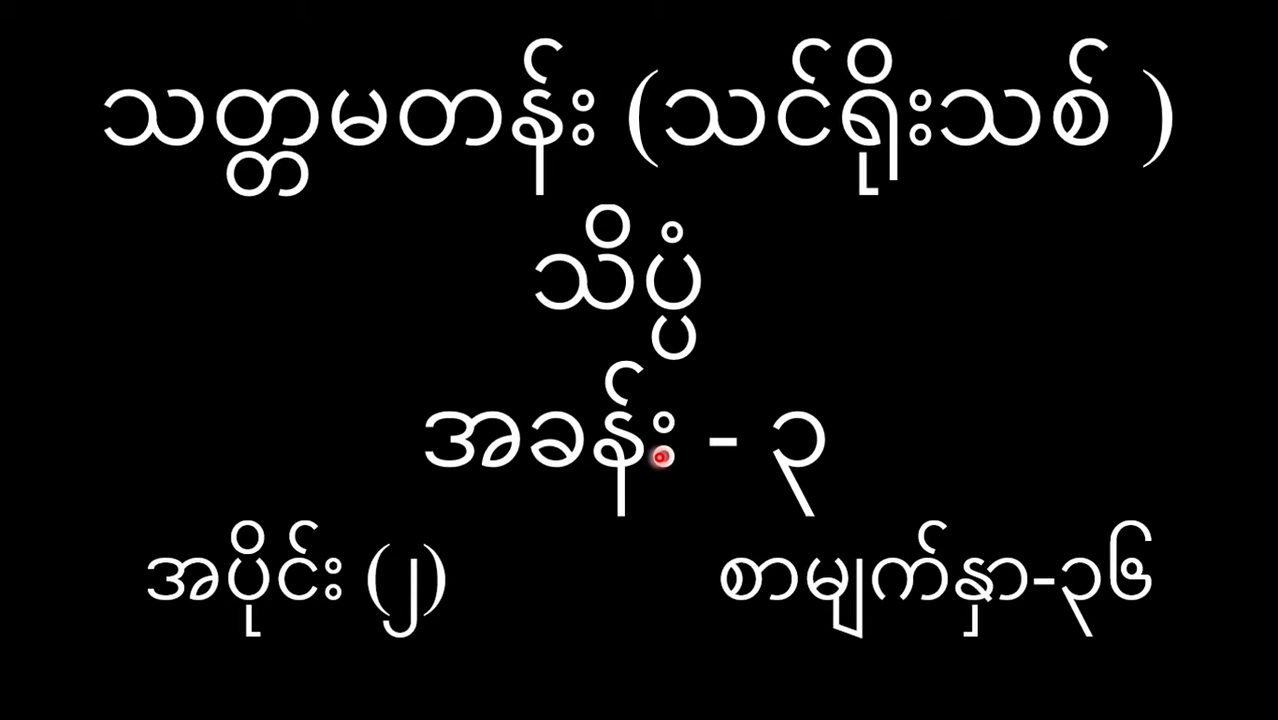 သတ္တမတန်း (သင်ရိုးသစ် )
သိပ္ပံ
အခန်း - ၃
အပိုင်း (၂) စာမျက်နှာ-၃၆